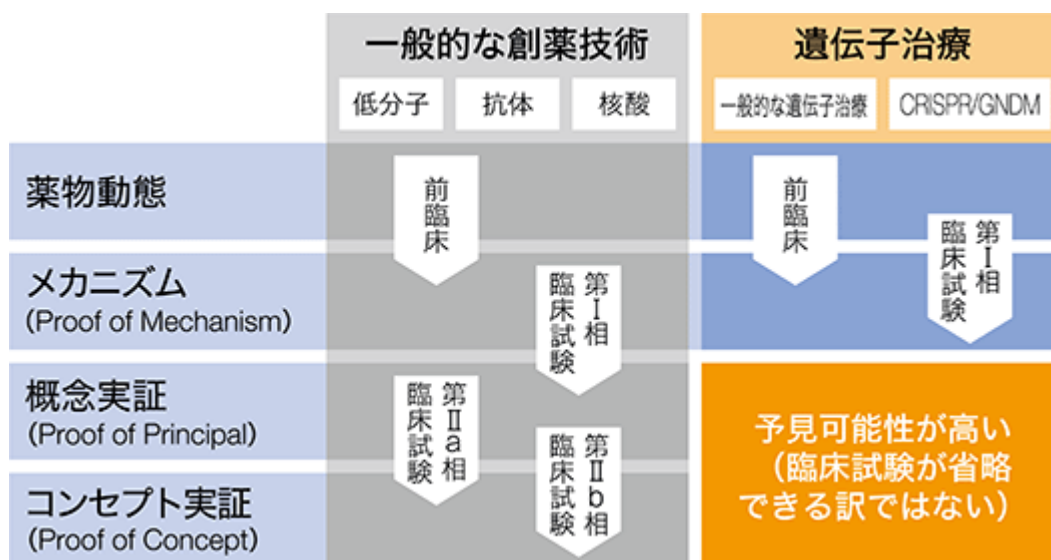 一般的な創薬技術
遺伝子治療
低分子
抗体
核酸
一般的な遺伝子治療
CRISPR/GNDM
薬物動態
前臨床
前臨床
第Ⅰ相
臨床試験
メカニズム
(Proof of Mechanism)
第Ⅰ相
臨床試験
概念実証
(Proof of Principal)
第Ⅱa相
臨床試験
予見可能性が高い
（臨床試験が省略
できる訳ではない）
第Ⅱb相
臨床試験
コンセプト実証
(Proof of Concept)